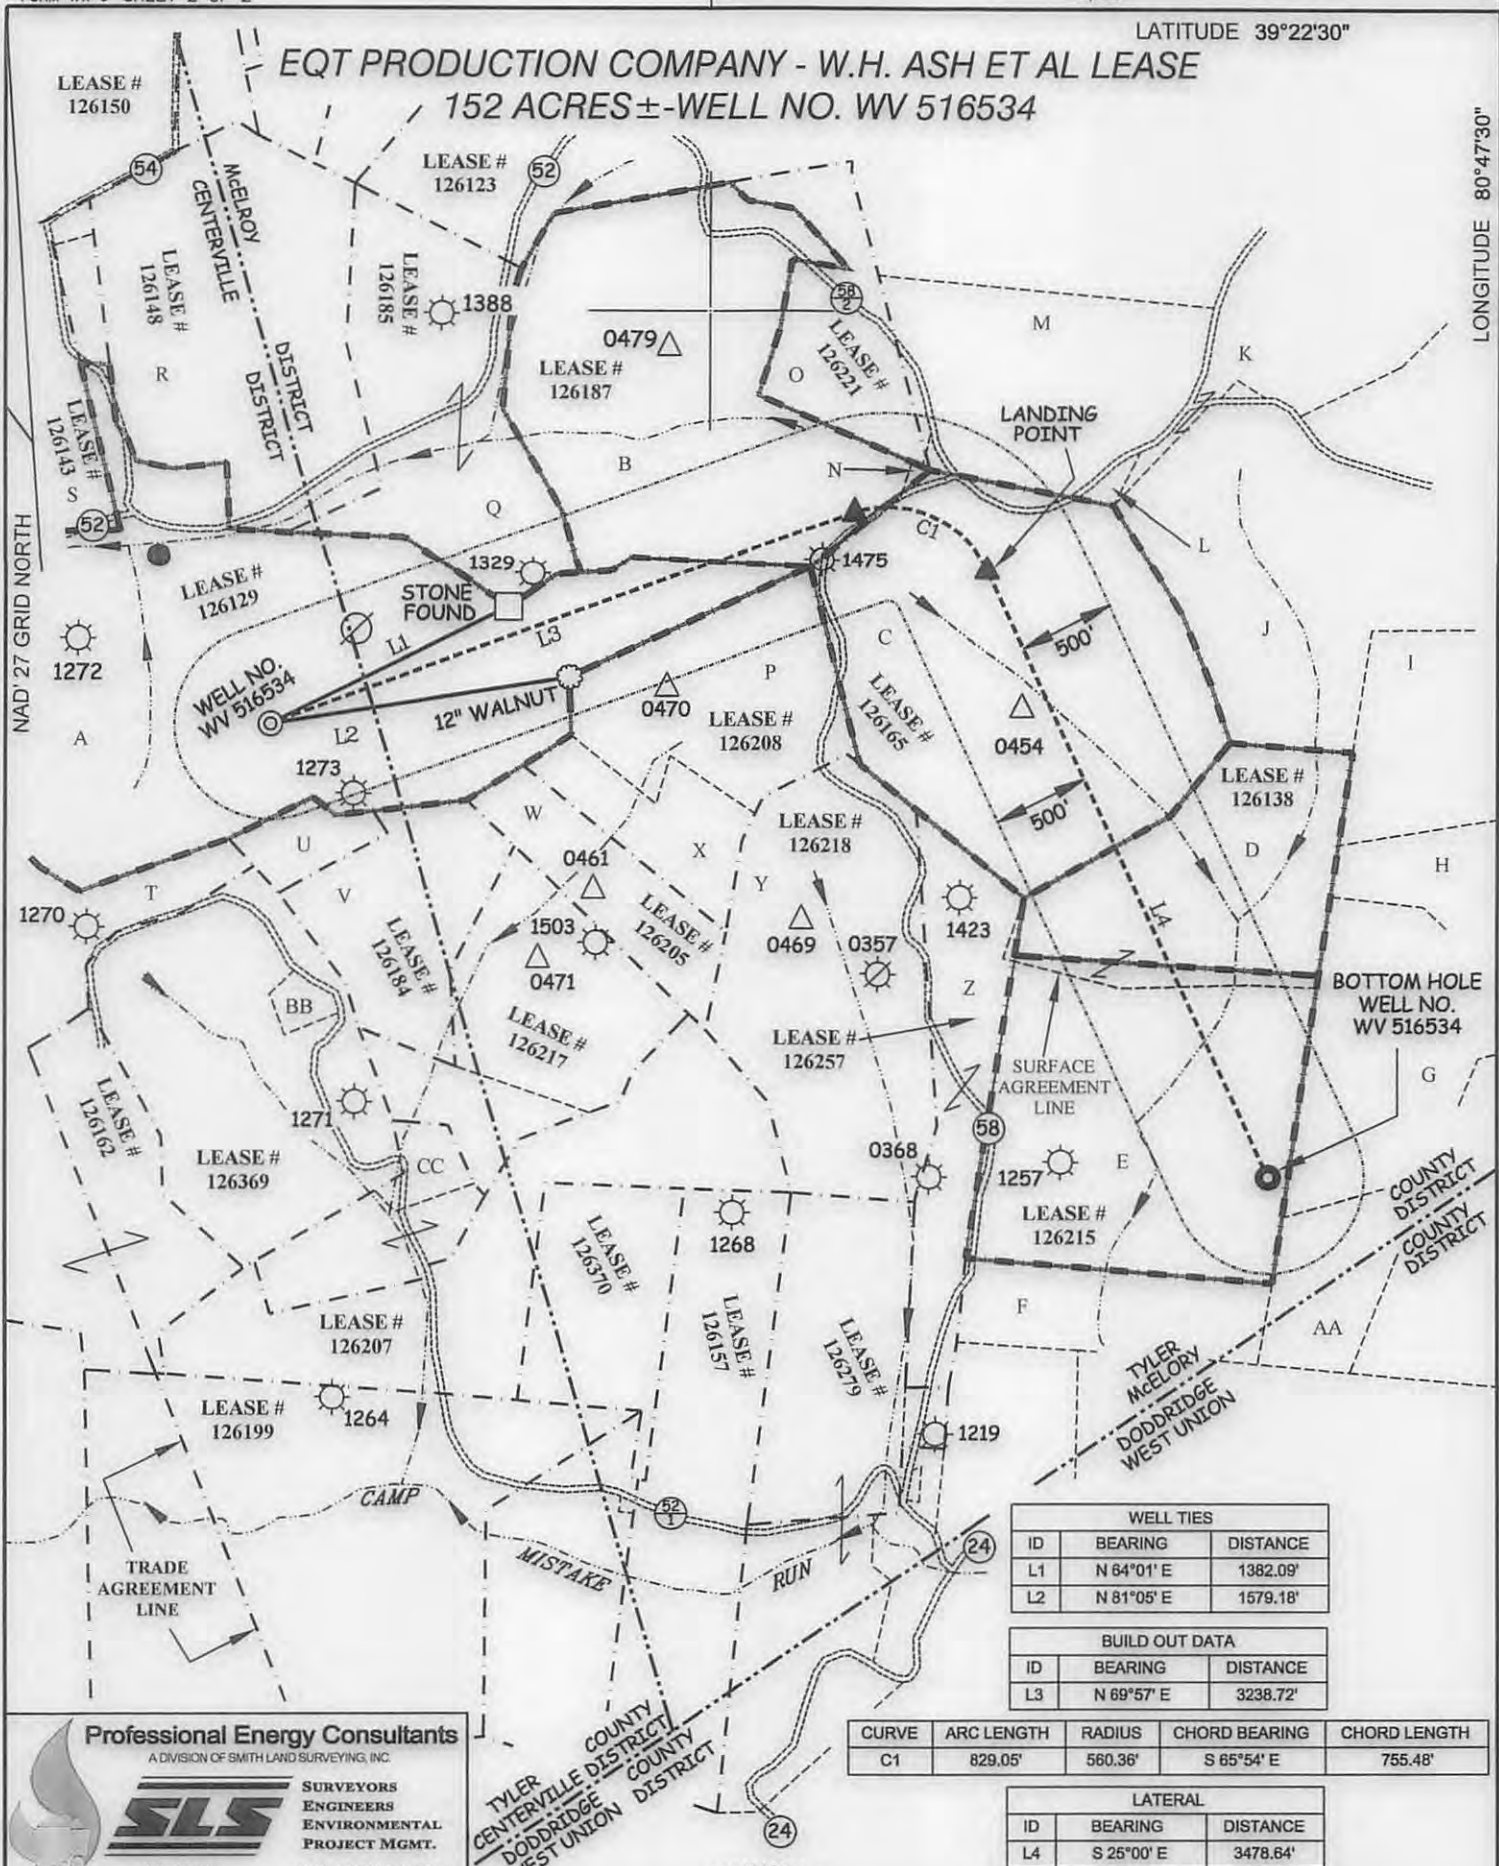 LATITUDE 39°22'30"
EQT PRODUCTION COMPANY - W.H. ASH ET AL LEASE
152 ACRES±-WELL NO. WV 516534
LONGITUDE 80°47'30"
NAD' 27 GRID NORTH
LEASE #
126150
54
McELROY
CENTERVILLE
DISTRICT
DISTRICT
LEASE #
126123
52
LEASE #
126148
LEASE #
126185
1388
0479
LEASE #
126187
58
2
LEASE #
126221
M
K
O
R
LEASE #
126143
S
52
LANDING
POINT
N
B
Q
C1
L
LEASE #
126129
1329
STONE
FOUND
1475
L1
L3
1272
WELL NO.
WV 516534
A
L2
12" WALNUT
0470
P
LEASE #
126208
C
LEASE #
126165
500'
0454
J
I
1273
LEASE #
126138
500'
U
W
LEASE #
126218
X
Y
D
H
T
V
0461
1270
LEASE #
126184
1503
LEASE #
126205
0471
0469
0357
1423
L4
BB
LEASE #
126217
Z
LEASE #
126257
BOTTOM HOLE
WELL NO.
WV 516534
SURFACE
AGREEMENT
LINE
G
LEASE #
126162
1271
58
LEASE #
126369
CC
0368
1257
E
LEASE #
126215
COUNTY
DISTRICT
COUNTY
DISTRICT
1268
LEASE #
126370
LEASE #
126157
LEASE #
126279
LEASE #
126207
F
AA
TYLER
McELORY
DODDRIDGE
WEST UNION
LEASE #
126199
1264
1219
CAMP
MISTAKE
RUN
52
1
24
TRADE
AGREEMENT
LINE
WELL TIES
ID BEARING DISTANCE
L1 N 64°01' E 1382.09'
L2 N 81°05' E 1579.18'
BUILD OUT DATA
ID BEARING DISTANCE
L3 N 69°57' E 3238.72'
CURVE ARC LENGTH RADIUS CHORD BEARING CHORD LENGTH
C1 829.05' 560.36' S 65°54' E 755.48'
LATERAL
ID BEARING DISTANCE
L4 S 25°00' E 3478.64'
TYLER COUNTY
CENTERVILLE DISTRICT
DODDRIDGE COUNTY
WEST UNION DISTRICT
24
Professional Energy Consultants
A DIVISION OF SMITH LAND SURVEYING, INC.
SLS
SURVEYORS
ENGINEERS
ENVIRONMENTAL
PROJECT MGMT.